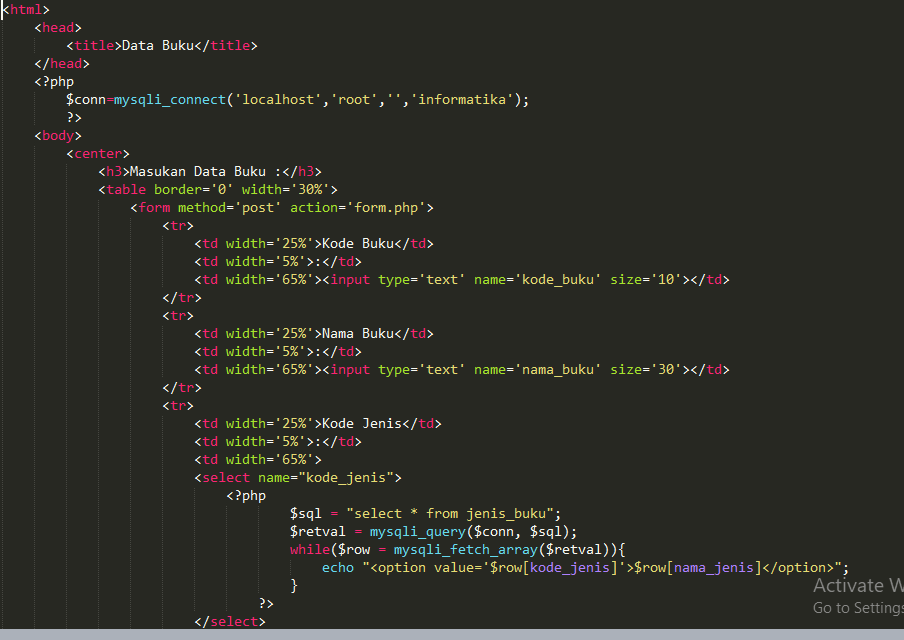 <html>
<head>
<title>Data Buku</title>
</head>
<?php
$conn=mysqli_connect('localhost','root','','informatika');
?>
<body>
<center>
<h3>Masukan Data Buku :</h3>
<table border='0' width='30%'>
<form method='post' action='form.php'>
<tr>
<td width='25%'>Kode Buku</td>
<td width='5%'>:</td>
<td width='65%'><input type='text' name='kode_buku' size='10'></td>
</tr>
<tr>
<td width='25%'>Nama Buku</td>
<td width='5%'>:</td>
<td width='65%'><input type='text' name='nama_buku' size='30'></td>
</tr>
<tr>
<td width='25%'>Kode Jenis</td>
<td width='5%'>:</td>
<td width='65%'>
<select name="kode_jenis">
<?php
$sql = "select * from jenis_buku";
$retval = mysqli_query($conn, $sql);
while($row = mysqli_fetch_array($retval)){
echo "<option value='$row[kode_jenis]'>$row[nama_jenis]</option>";
}
?>
</select>
Activate W
Go to Settings